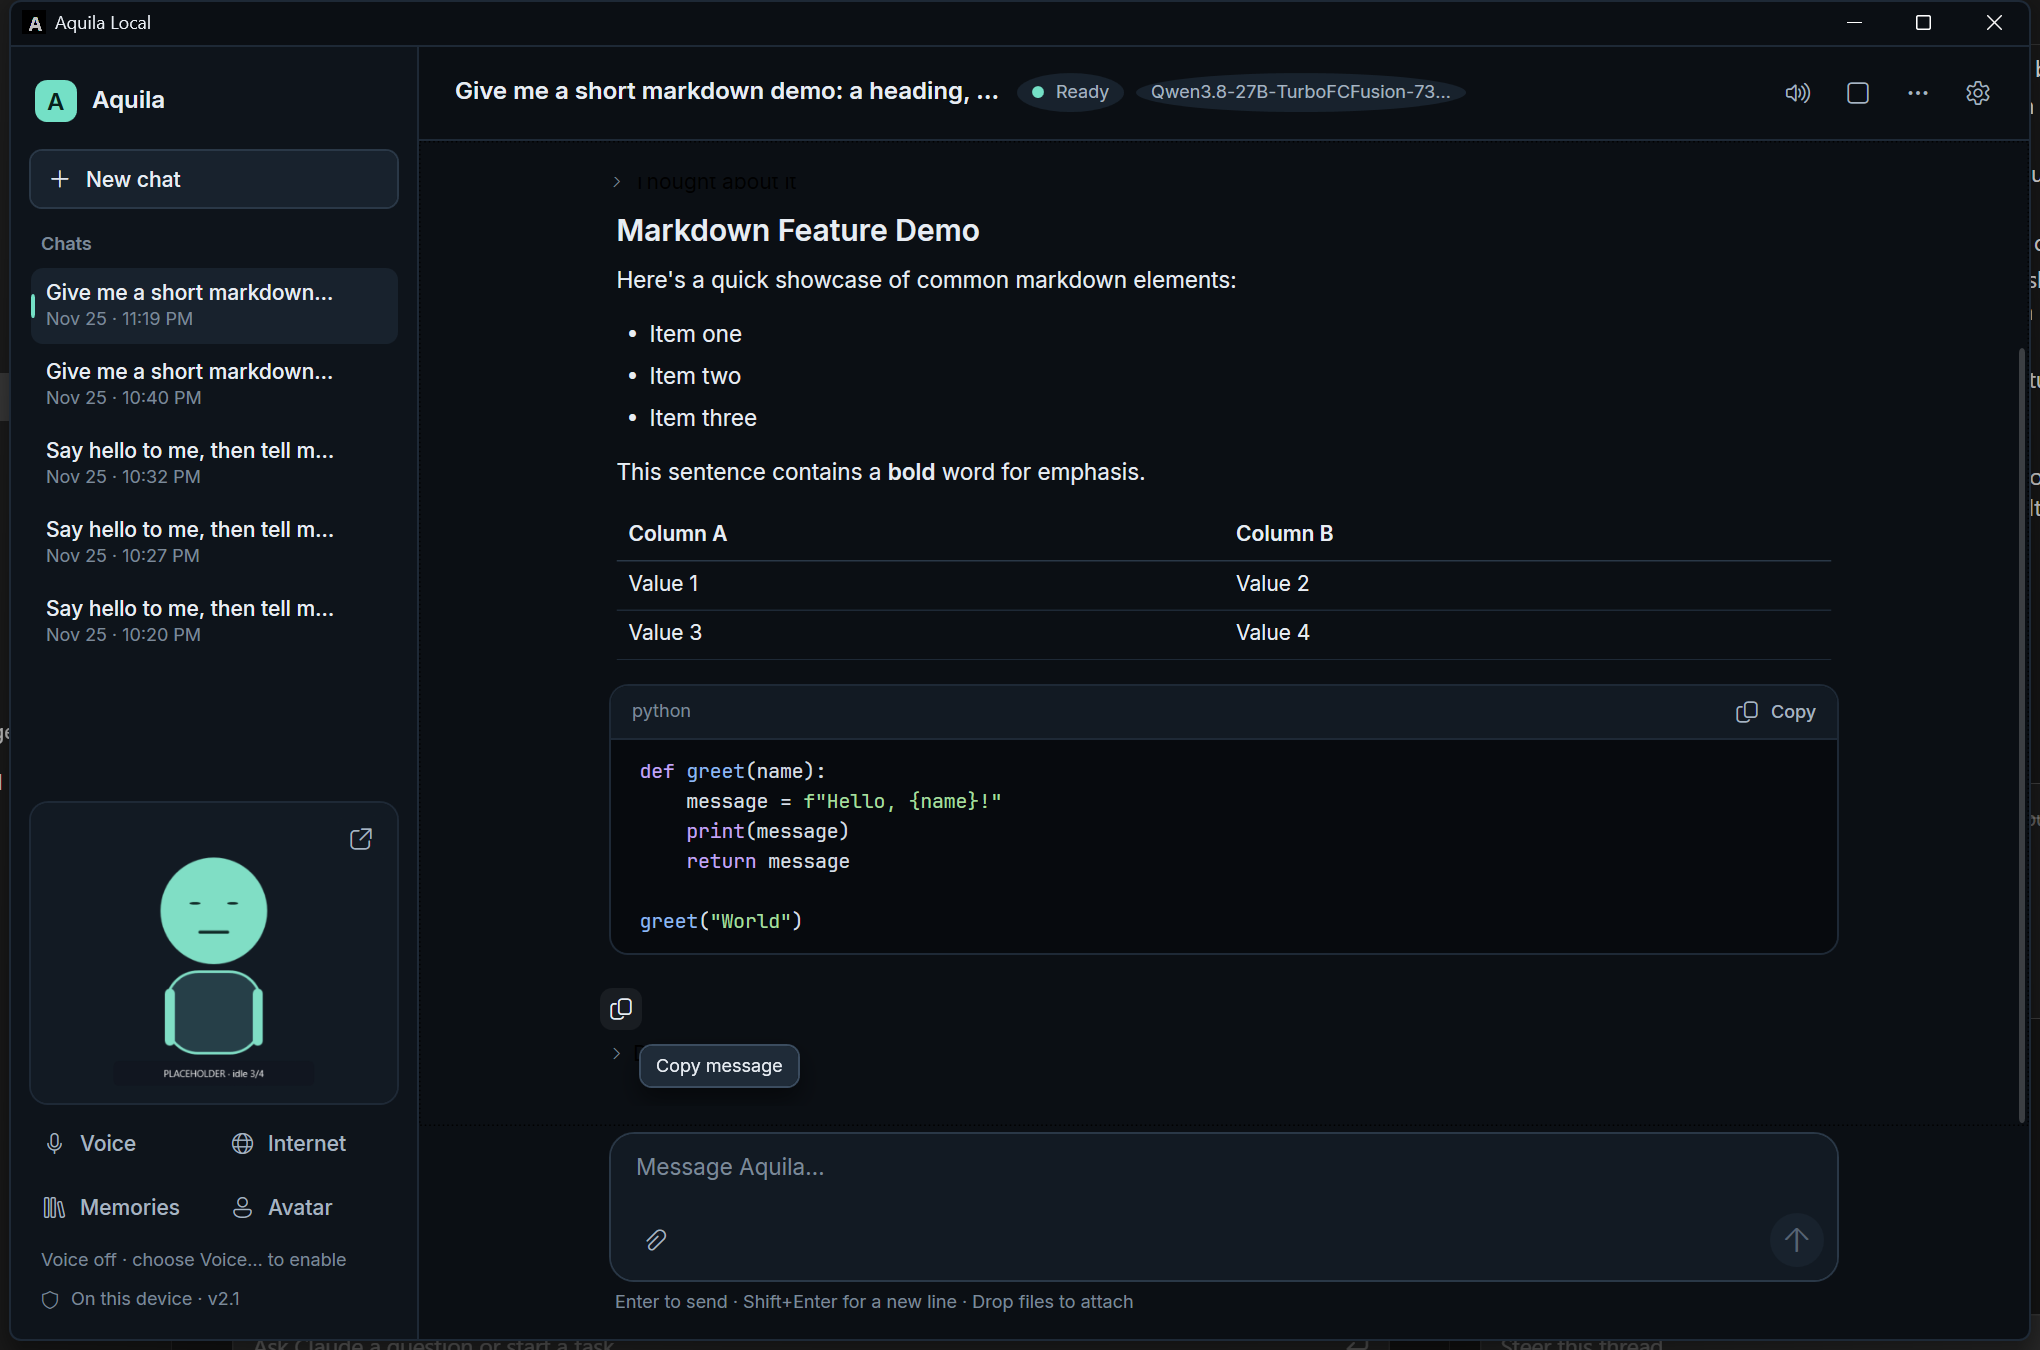 A Aquila Local
A Aquila
New chat
Chats
Give me a short markdown...
Nov 25 · 11:19 PM
Give me a short markdown...
Nov 25 · 10:40 PM
Say hello to me, then tell m...
Nov 25 · 10:32 PM
Say hello to me, then tell m...
Nov 25 · 10:27 PM
Say hello to me, then tell m...
Nov 25 · 10:20 PM
PLACEHOLDER - idle 3/4
Voice
Internet
Memories
Avatar
Voice off · choose Voice... to enable
On this device · v2.1
Give me a short markdown demo: a heading, ...
Ready
Qwen3.8-27B-TurboFCFusion-73...
about it
Markdown Feature Demo
Here's a quick showcase of common markdown elements:
• Item one
• Item two
• Item three
This sentence contains a bold word for emphasis.
Column A Column B
Value 1 Value 2
Value 3 Value 4
python
Copy
def greet(name):
    message = f"Hello, {name}!"
    print(message)
    return message
greet("World")
Copy message
Message Aquila...
Enter to send · Shift+Enter for a new line · Drop files to attach
Ask Claude a question or start a task
Steer this thread